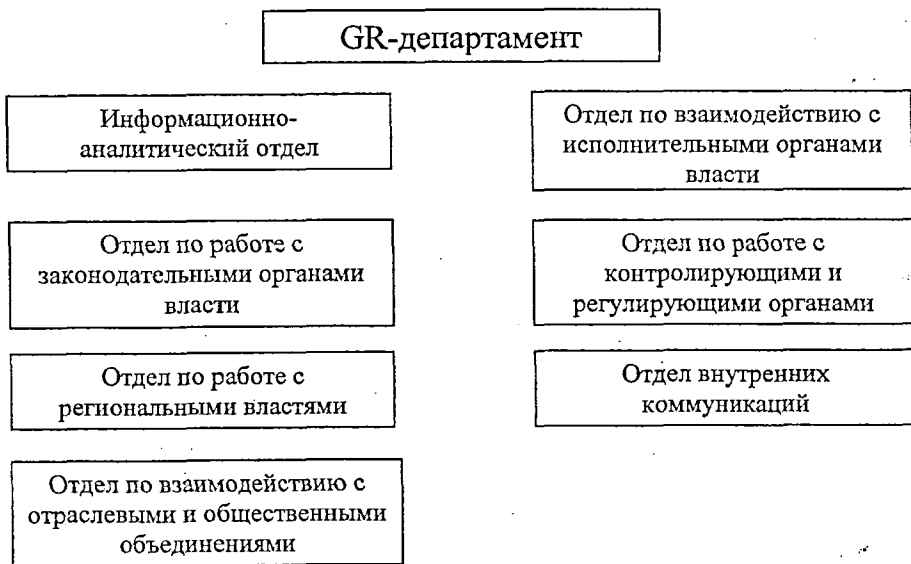 GR-департамент
Информационно-
аналитический отдел
Отдел по взаимодействию с
исполнительными органами
власти
Отдел по работе с
законодательными органами
власти
Отдел по работе с
контролирующими и
регулирующими органами
Отдел по работе с
региональными властями
Отдел внутренних
коммуникаций
Отдел по взаимодействию с
отраслевыми и общественными
объединениями